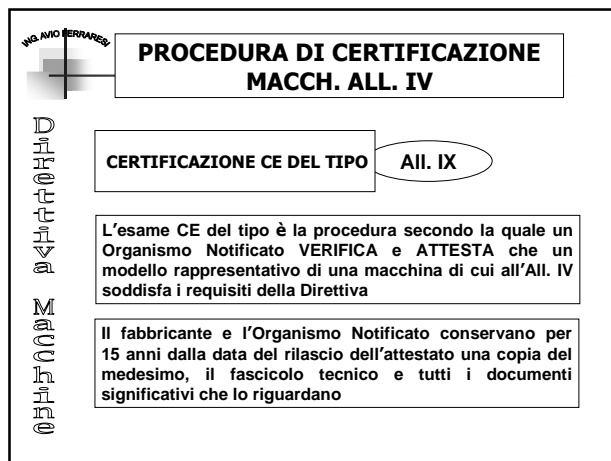 ING. AVIO FERRARESI
PROCEDURA DI CERTIFICAZIONE
MACCH. ALL. IV
Direttiva Macchine
CERTIFICAZIONE CE DEL TIPO
All. IX
L'esame CE del tipo è la procedura secondo la quale un
Organismo Notificato VERIFICA e ATTESTA che un
modello rappresentativo di una macchina di cui all'All. IV
soddisfa i requisiti della Direttiva
Il fabbricante e l'Organismo Notificato conservano per
15 anni dalla data del rilascio dell'attestato una copia del
medesimo, il fascicolo tecnico e tutti i documenti
significativi che lo riguardano